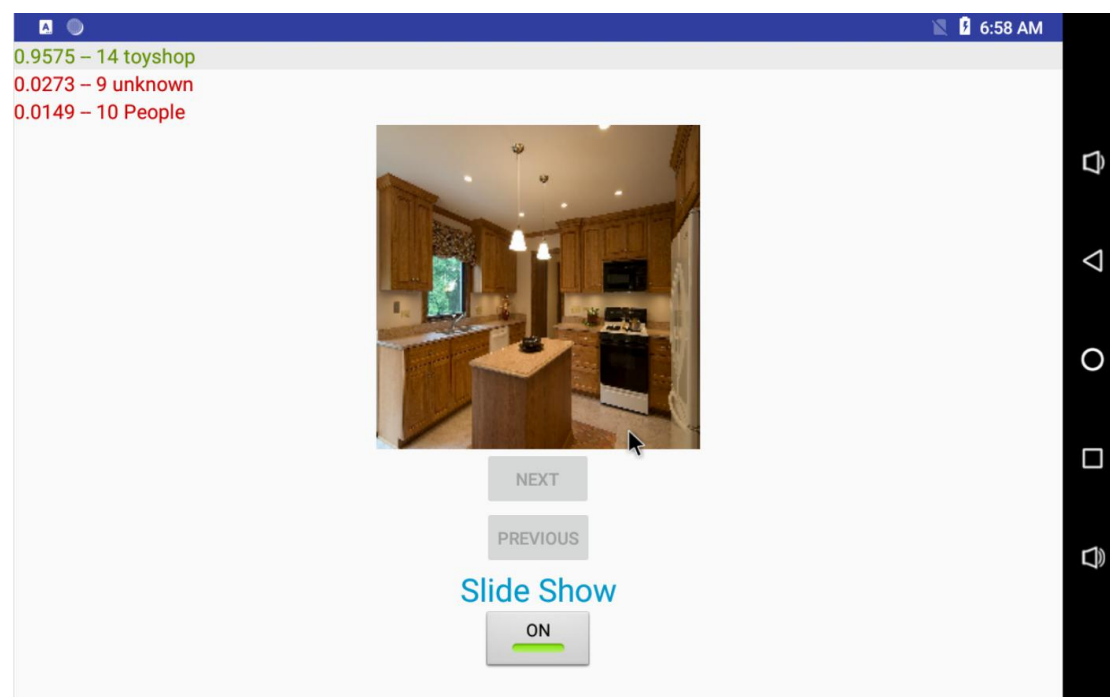 6:58 AM
0.9575 – 14 toyshop
0.0273 – 9 unknown
0.0149 – 10 People
NEXT
PREVIOUS
Slide Show
ON